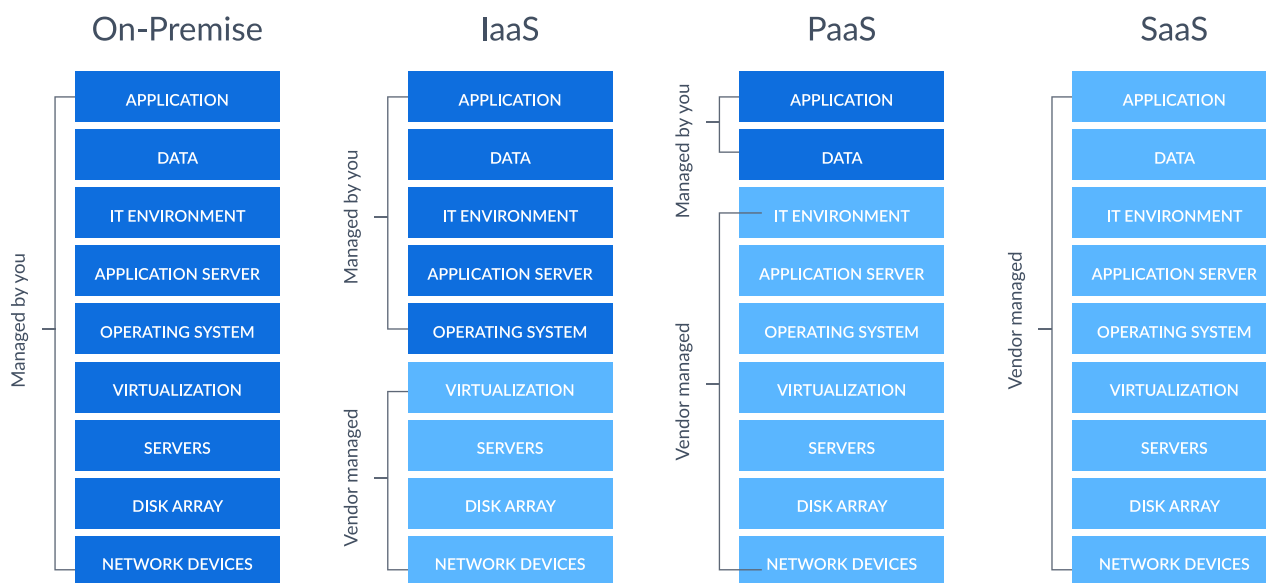 On-Premise
Managed by you
APPLICATION
DATA
IT ENVIRONMENT
APPLICATION SERVER
OPERATING SYSTEM
VIRTUALIZATION
SERVERS
DISK ARRAY
NETWORK DEVICES
IaaS
Managed by you
Vendor managed
APPLICATION
DATA
IT ENVIRONMENT
APPLICATION SERVER
OPERATING SYSTEM
VIRTUALIZATION
SERVERS
DISK ARRAY
NETWORK DEVICES
PaaS
Managed by you
Vendor managed
APPLICATION
DATA
IT ENVIRONMENT
APPLICATION SERVER
OPERATING SYSTEM
VIRTUALIZATION
SERVERS
DISK ARRAY
NETWORK DEVICES
SaaS
Vendor managed
APPLICATION
DATA
IT ENVIRONMENT
APPLICATION SERVER
OPERATING SYSTEM
VIRTUALIZATION
SERVERS
DISK ARRAY
NETWORK DEVICES